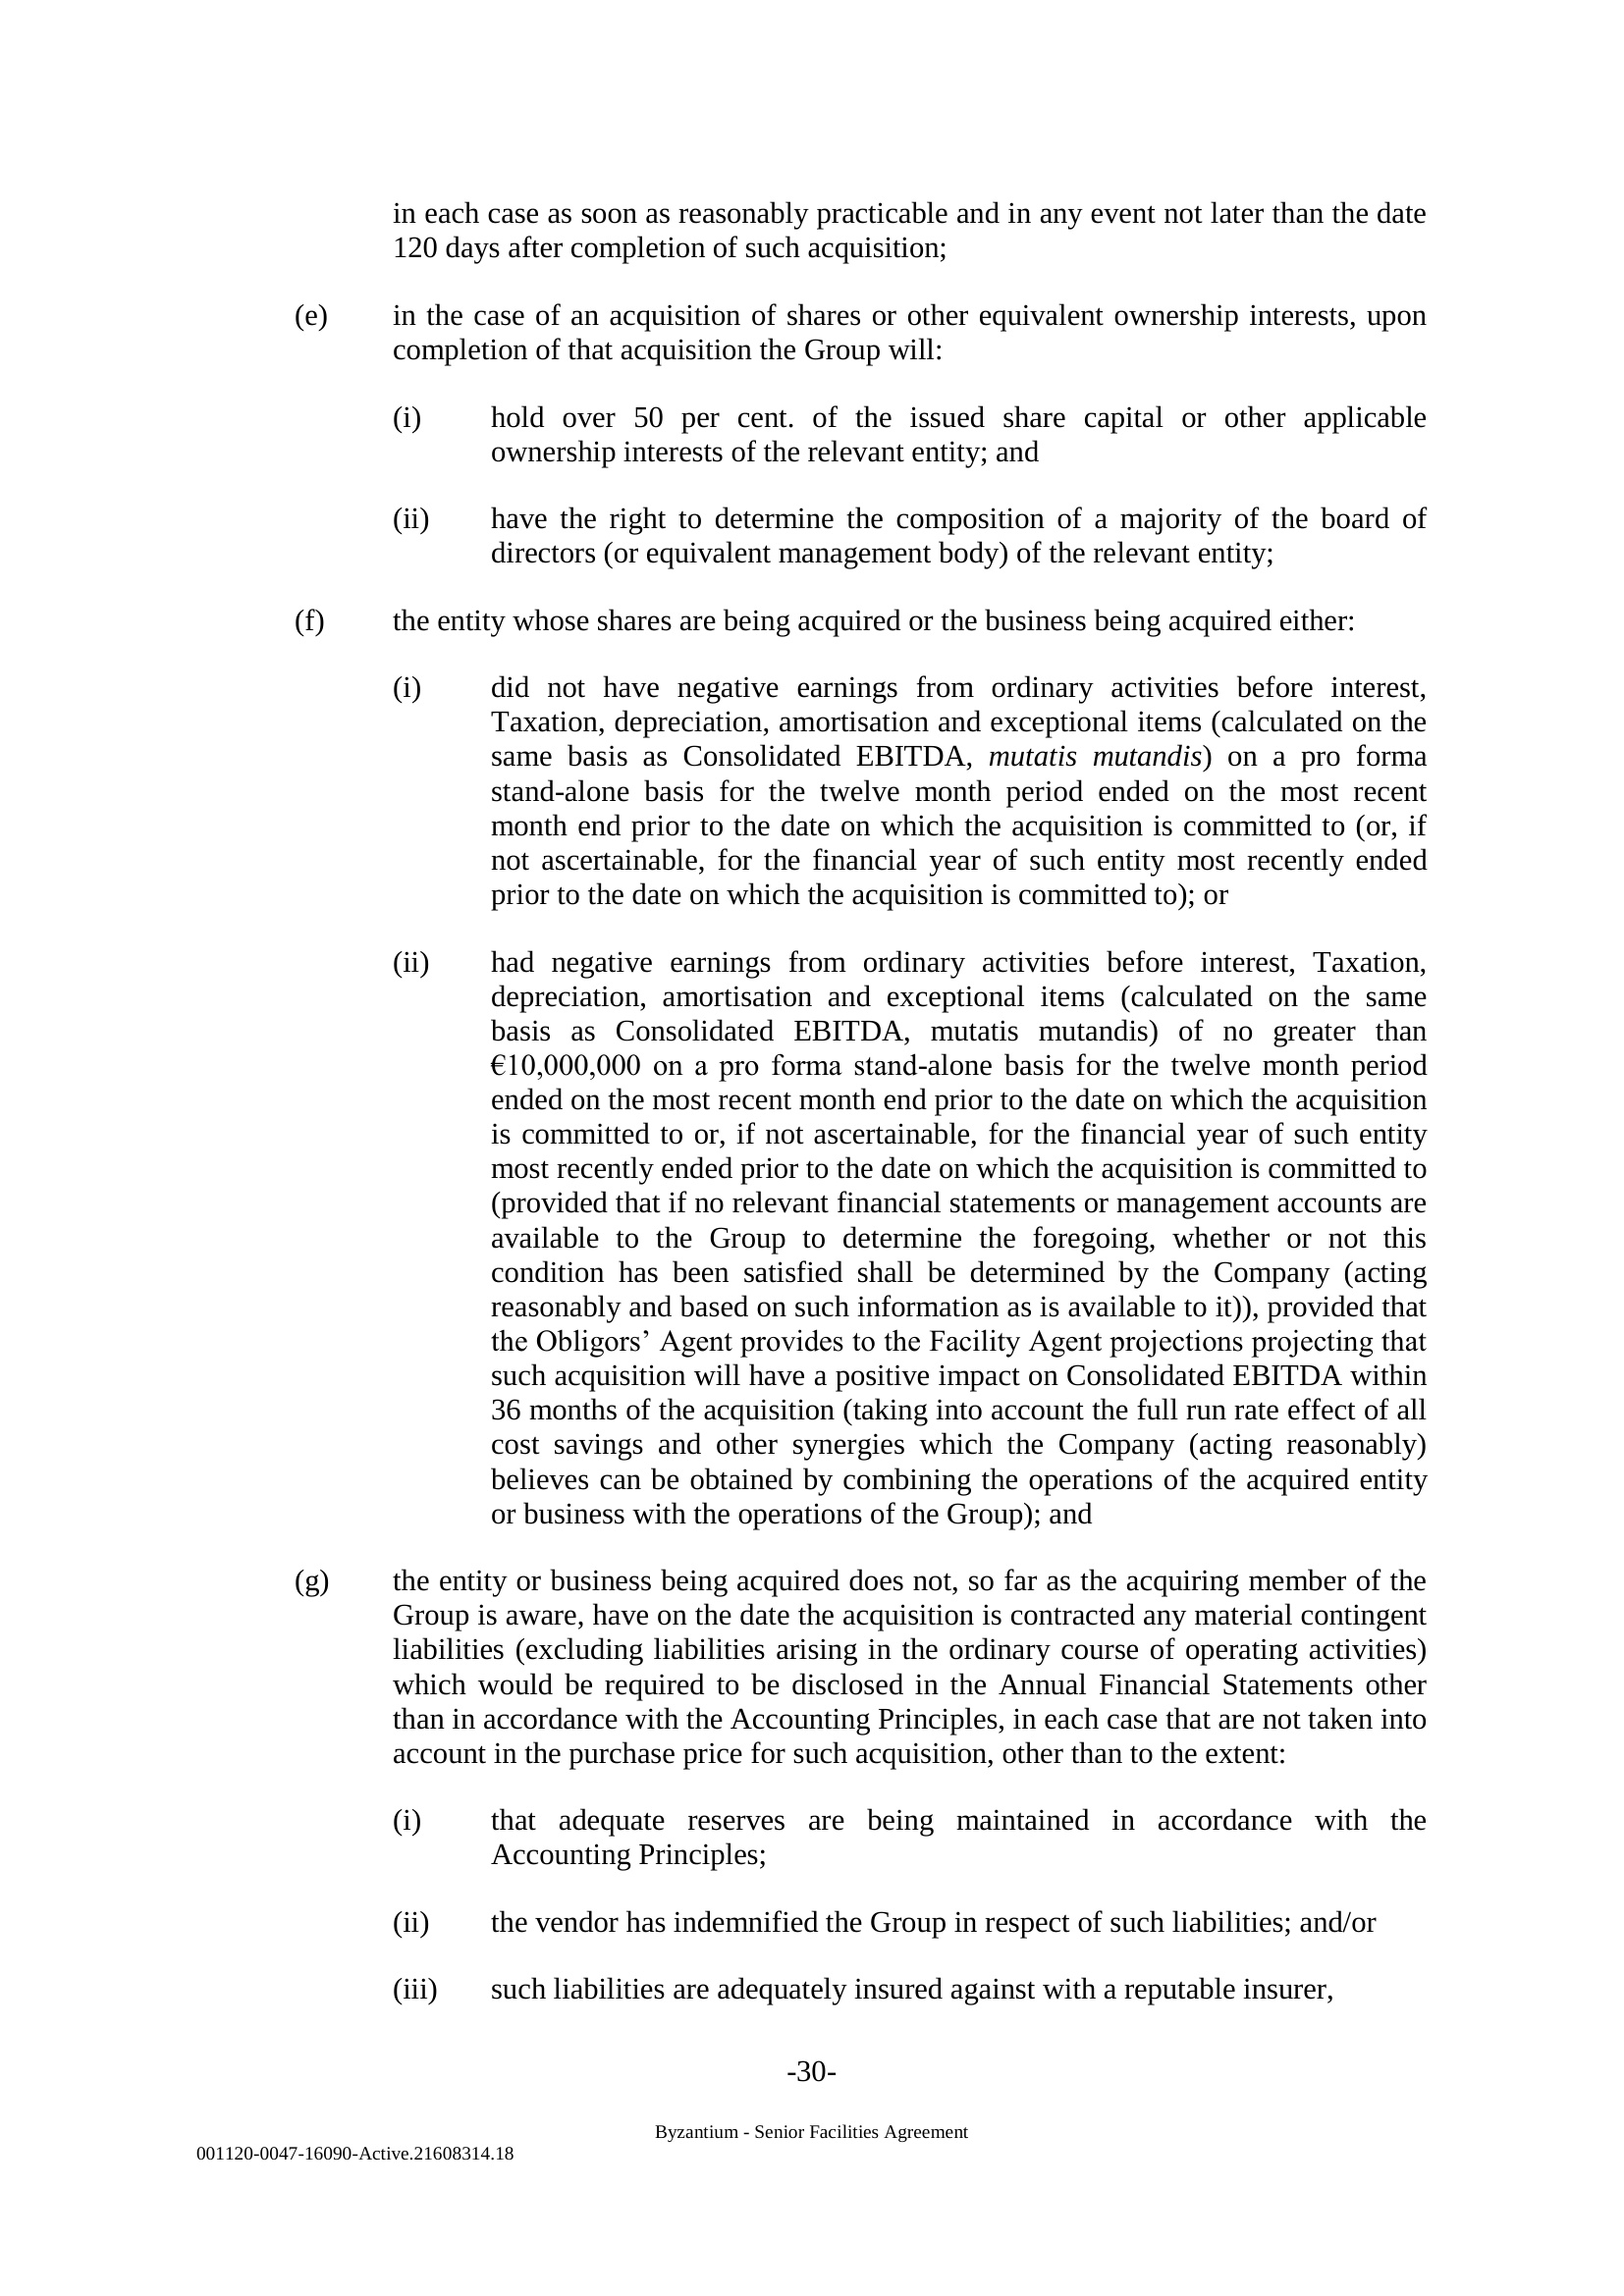 in each case as soon as reasonably practicable and in any event not later than the date
120 days after completion of such acquisition;
(e) in the case of an acquisition of shares or other equivalent ownership interests, upon
completion of that acquisition the Group will:
(i) hold over 50 per cent. of the issued share capital or other applicable
ownership interests of the relevant entity; and
(ii) have the right to determine the composition of a majority of the board of
directors (or equivalent management body) of the relevant entity;
(f) the entity whose shares are being acquired or the business being acquired either:
(i) did not have negative earnings from ordinary activities before interest,
Taxation, depreciation, amortisation and exceptional items (calculated on the
same basis as Consolidated EBITDA, mutatis mutandis) on a pro forma
stand-alone basis for the twelve month period ended on the most recent
month end prior to the date on which the acquisition is committed to (or, if
not ascertainable, for the financial year of such entity most recently ended
prior to the date on which the acquisition is committed to); or
(ii) had negative earnings from ordinary activities before interest, Taxation,
depreciation, amortisation and exceptional items (calculated on the same
basis as Consolidated EBITDA, mutatis mutandis) of no greater than
€10,000,000 on a pro forma stand-alone basis for the twelve month period
ended on the most recent month end prior to the date on which the acquisition
is committed to or, if not ascertainable, for the financial year of such entity
most recently ended prior to the date on which the acquisition is committed to
(provided that if no relevant financial statements or management accounts are
available to the Group to determine the foregoing, whether or not this
condition has been satisfied shall be determined by the Company (acting
reasonably and based on such information as is available to it)), provided that
the Obligors’ Agent provides to the Facility Agent projections projecting that
such acquisition will have a positive impact on Consolidated EBITDA within
36 months of the acquisition (taking into account the full run rate effect of all
cost savings and other synergies which the Company (acting reasonably)
believes can be obtained by combining the operations of the acquired entity
or business with the operations of the Group); and
(g) the entity or business being acquired does not, so far as the acquiring member of the
Group is aware, have on the date the acquisition is contracted any material contingent
liabilities (excluding liabilities arising in the ordinary course of operating activities)
which would be required to be disclosed in the Annual Financial Statements other
than in accordance with the Accounting Principles, in each case that are not taken into
account in the purchase price for such acquisition, other than to the extent:
(i) that adequate reserves are being maintained in accordance with the
Accounting Principles;
(ii) the vendor has indemnified the Group in respect of such liabilities; and/or
(iii) such liabilities are adequately insured against with a reputable insurer,
-30-
Byzantium - Senior Facilities Agreement
001120-0047-16090-Active.21608314.18